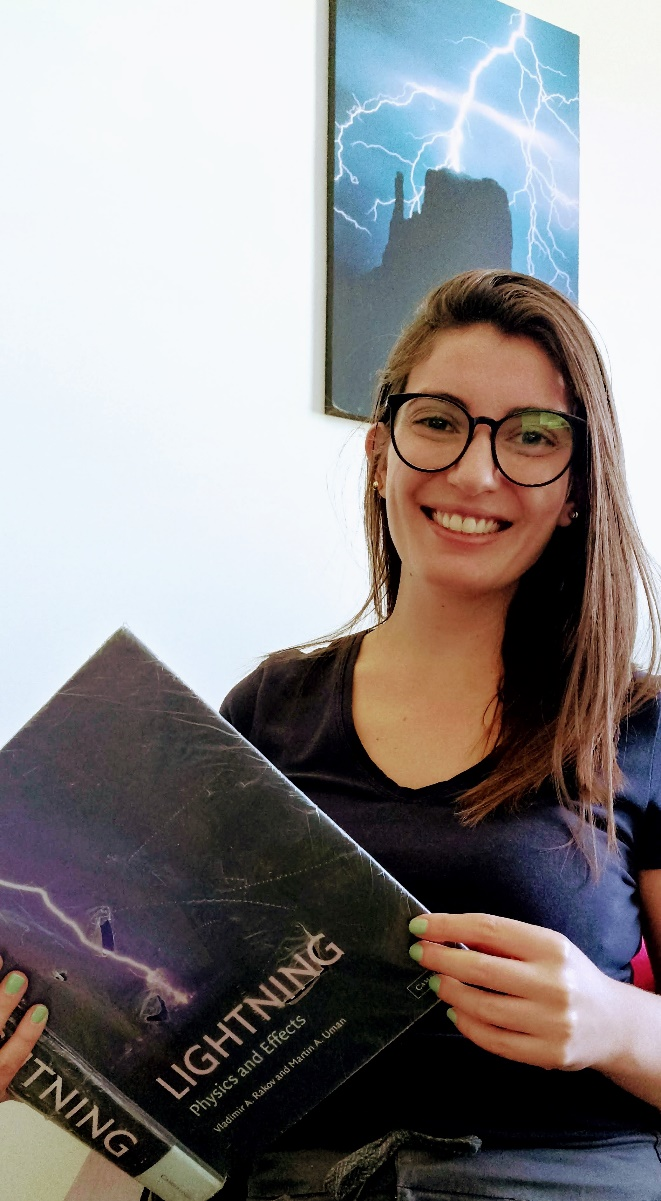 LIGHTNING
Physics and Effects
Vladimir A. Rakov and Martin A. Uman
TNING